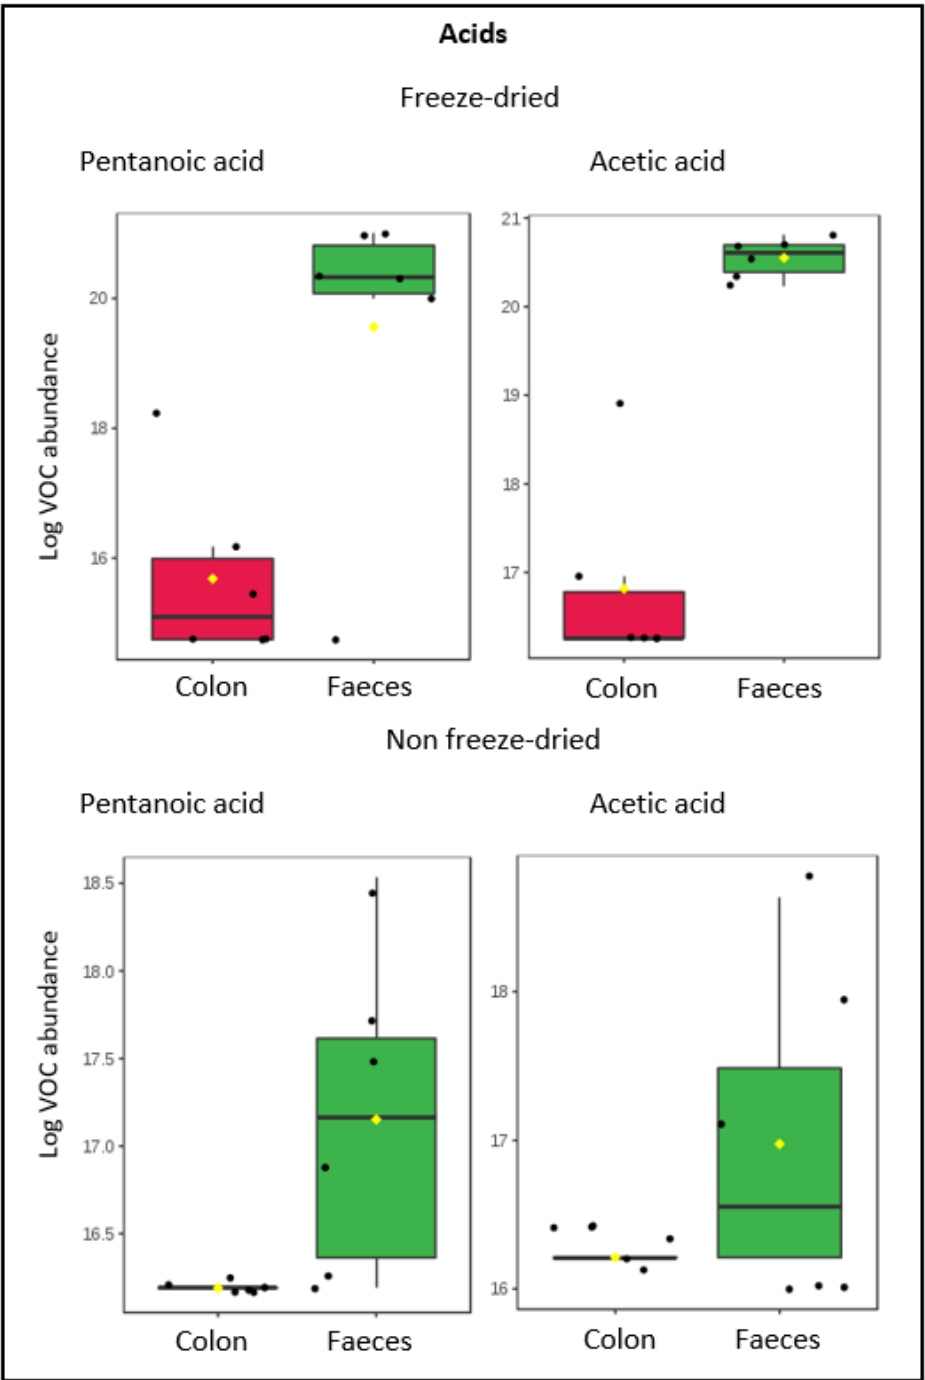 Acids
Freeze-dried
Pentanoic acid
Acetic acid
Log VOC abundance
20
18
16
Colon
Faeces
21
20
19
18
17
Colon
Faeces
Non freeze-dried
Pentanoic acid
Acetic acid
Log VOC abundance
18.5
18.0
17.5
17.0
16.5
Colon
Faeces
18
17
16
Colon
Faeces